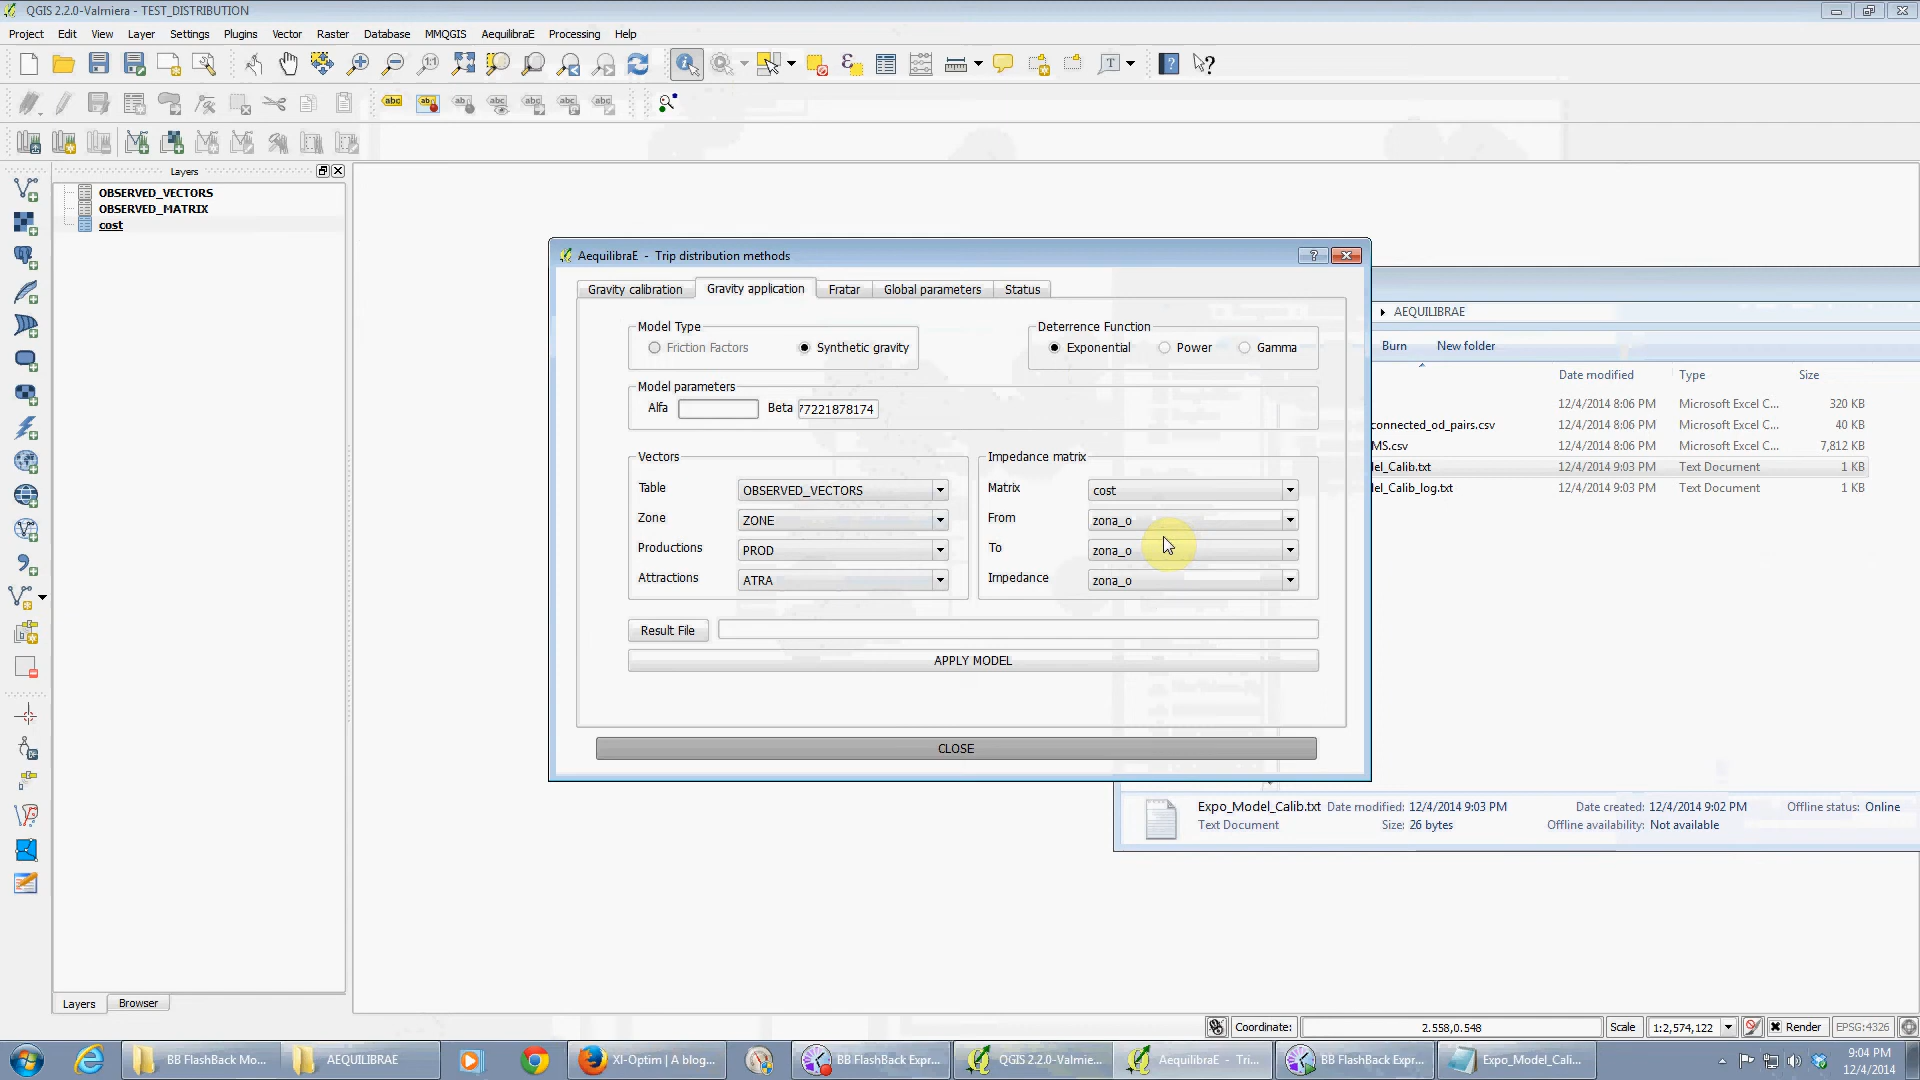 QGIS 2.2.0-Valmiera - TEST_DISTRIBUTION
Project Edit View Layer Settings Plugins Vector Raster Database MMQGIS AequilibraE Processing Help
Layers
OBSERVED_VECTORS
OBSERVED_MATRIX
cost
AequilibraE - Trip distribution methods
Gravity calibration Gravity application Fratar Global parameters Status
Model Type
Friction Factors Synthetic gravity
Deterrence Function
Exponential Power Gamma
Model parameters
Alfa Beta 77221878174
Vectors
Table OBSERVED_VECTORS
Zone ZONE
Productions PROD
Attractions ATRA
Impedance matrix
Matrix cost
From zona_o
To zona_o
Impedance zona_o
Result File
APPLY MODEL
CLOSE
AEQUILIBRAE
Burn New folder
Date modified Type Size
12/4/2014 8:06 PM Microsoft Excel C... 320 KB
connected_od_pairs.csv 12/4/2014 8:06 PM Microsoft Excel C... 40 KB
MS.csv 12/4/2014 8:06 PM Microsoft Excel C... 7,812 KB
el_Calib.txt 12/4/2014 9:03 PM Text Document 1 KB
el_Calib_log.txt 12/4/2014 9:03 PM Text Document 1 KB
Expo_Model_Calib.txt Date modified: 12/4/2014 9:03 PM Date created: 12/4/2014 9:02 PM Offline status: Online
Text Document Size: 26 bytes Offline availability: Not available
Layers Browser
Coordinate: 2.558,0.548 Scale 1:2,574,122 Render EPSG:4326
BB FlashBack Mo... AEQUILIBRAE XI-Optim | A blog... BB FlashBack Expr... QGIS 2.2.0-Valmie... AequilibraE - Tri... BB FlashBack Expr... Expo_Model_Cali...
9:04 PM
12/4/2014